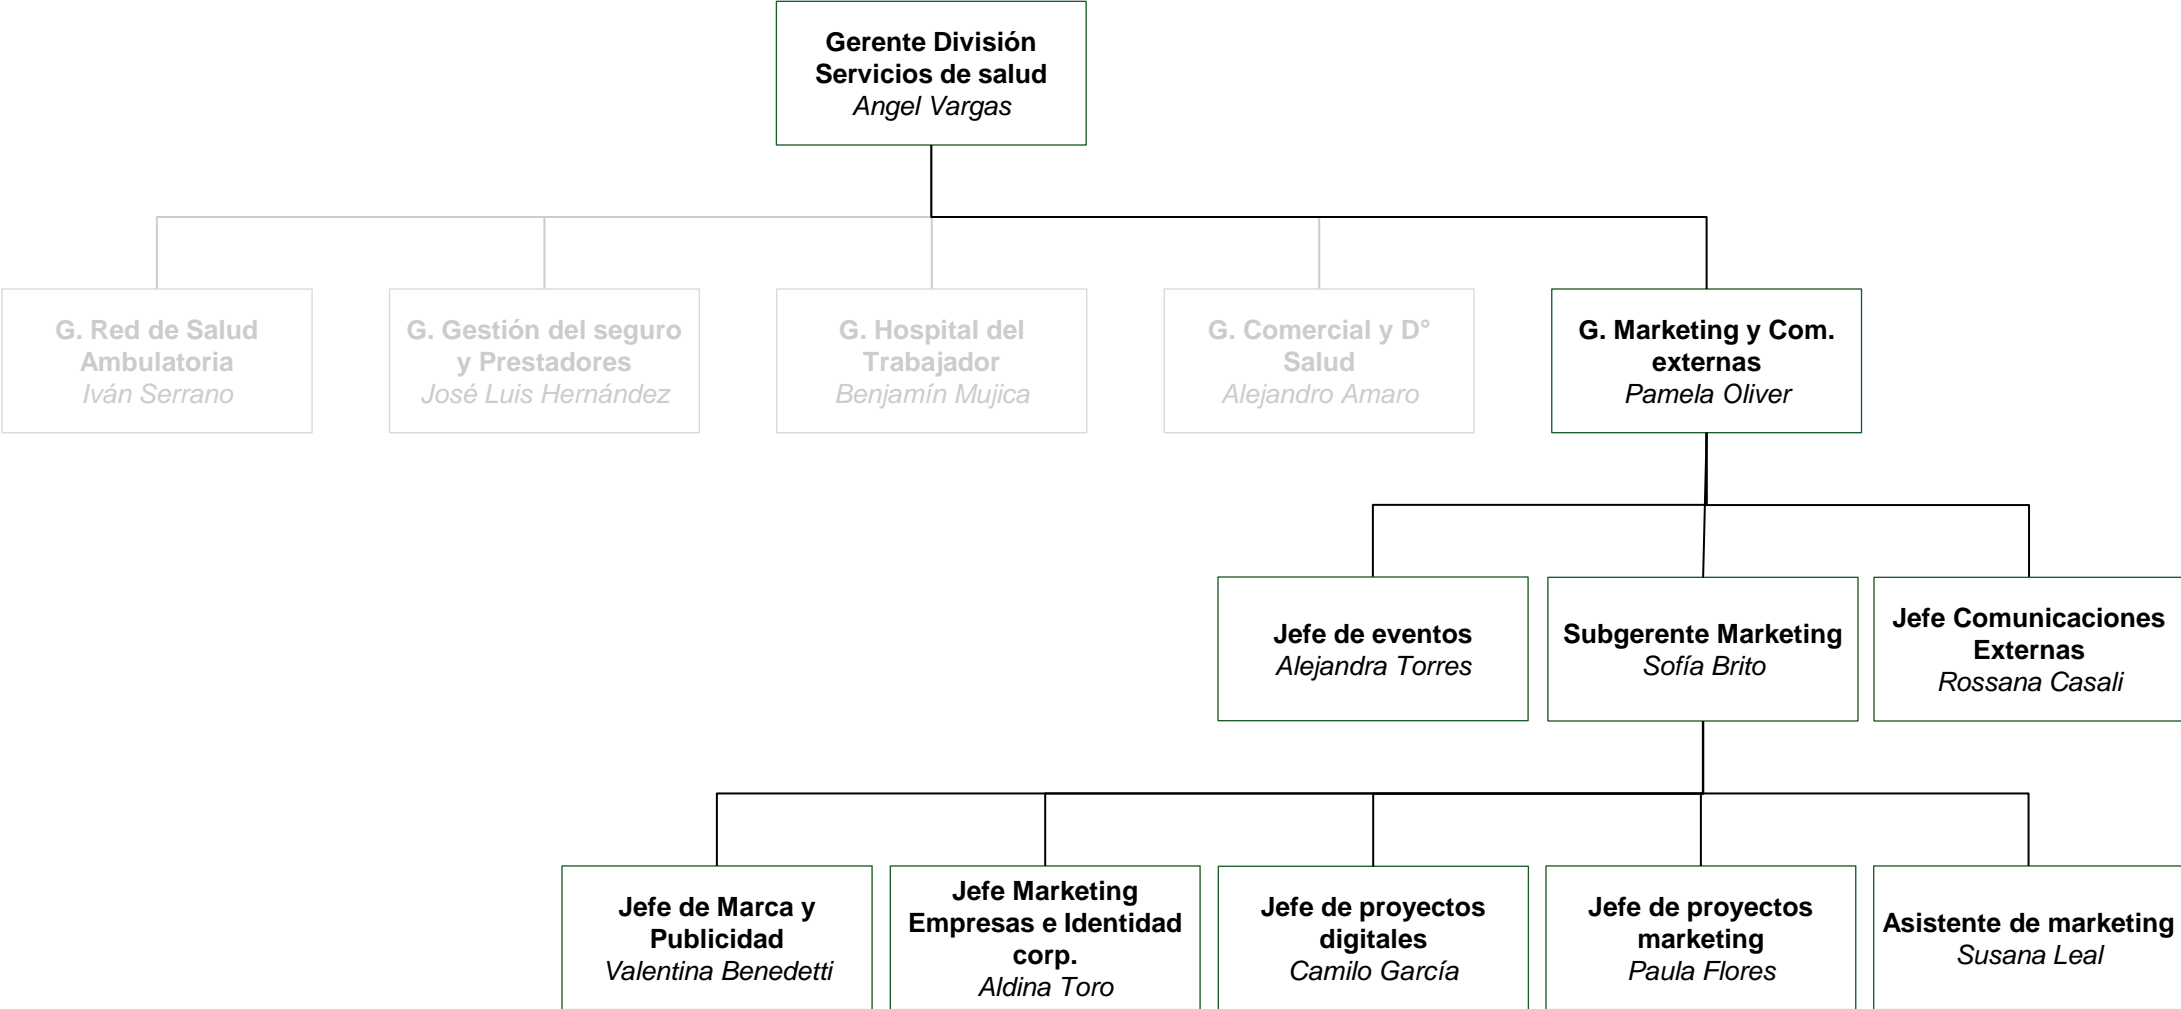 Gerente División
Servicios de salud
Angel Vargas
G. Red de Salud
Ambulatoria
Iván Serrano
G. Gestión del seguro
y Prestadores
José Luis Hernández
G. Hospital del
Trabajador
Benjamín Mujica
G. Comercial y D°
Salud
Alejandro Amaro
G. Marketing y Com.
externas
Pamela Oliver
Jefe de eventos
Alejandra Torres
Subgerente Marketing
Sofía Brito
Jefe Comunicaciones
Externas
Rossana Casali
Jefe de Marca y
Publicidad
Valentina Benedetti
Jefe Marketing
Empresas e Identidad
corp.
Aldina Toro
Jefe de proyectos
digitales
Camilo García
Jefe de proyectos
marketing
Paula Flores
Asistente de marketing
Susana Leal